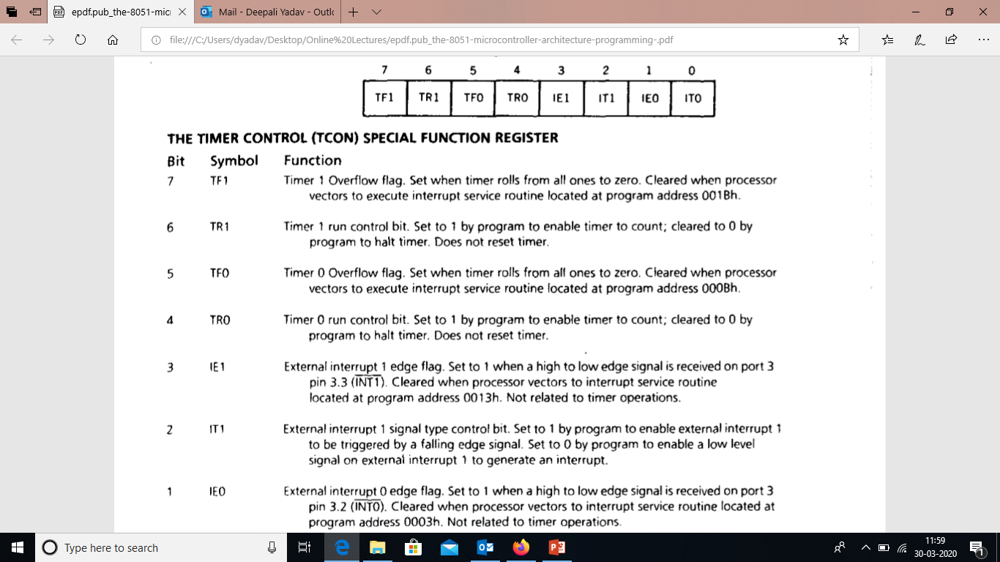 epdf.pub_the-8051-micr
Mail - Deepali Yadav - Outlo
file:///C:/Users/dyadav/Desktop/Online%20Lectures/epdf.pub_the-8051-microcontroller-architecture-programming-.pdf
7 6 5 4 3 2 1 0
TF1 TR1 TF0 TR0 IE1 IT1 IE0 IT0
THE TIMER CONTROL (TCON) SPECIAL FUNCTION REGISTER
Bit Symbol Function
7 TF1 Timer 1 Overflow flag. Set when timer rolls from all ones to zero. Cleared when processor
vectors to execute interrupt service routine located at program address 001Bh.
6 TR1 Timer 1 run control bit. Set to 1 by program to enable timer to count; cleared to 0 by
program to halt timer. Does not reset timer.
5 TF0 Timer 0 Overflow flag. Set when timer rolls from all ones to zero. Cleared when processor
vectors to execute interrupt service routine located at program address 000Bh.
4 TR0 Timer 0 run control bit. Set to 1 by program to enable timer to count; cleared to 0 by
program to halt timer. Does not reset timer.
3 IE1 External interrupt 1 edge flag. Set to 1 when a high to low edge signal is received on port 3
pin 3.3 (INT1). Cleared when processor vectors to interrupt service routine
located at program address 0013h. Not related to timer operations.
2 IT1 External interrupt 1 signal type control bit. Set to 1 by program to enable external interrupt 1
to be triggered by a falling edge signal. Set to 0 by program to enable a low level
signal on external interrupt 1 to generate an interrupt.
1 IE0 External interrupt 0 edge flag. Set to 1 when a high to low edge signal is received on port 3
pin 3.2 (INT0). Cleared when processor vectors to interrupt service routine located at
program address 0003h. Not related to timer operations.
Type here to search
11:59
30-03-2020
1